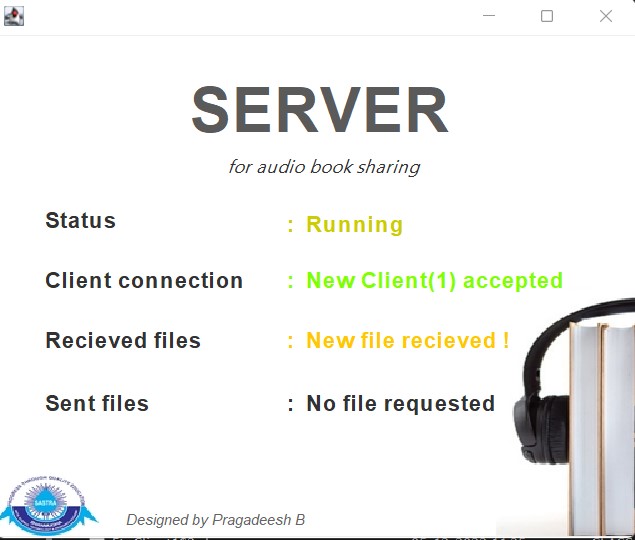 SERVER
for audio book sharing
Status : Running
Client connection : New Client(1) accepted
Recieved files : New file recieved !
Sent files : No file requested
SASTRA
Designed by Pragadeesh B